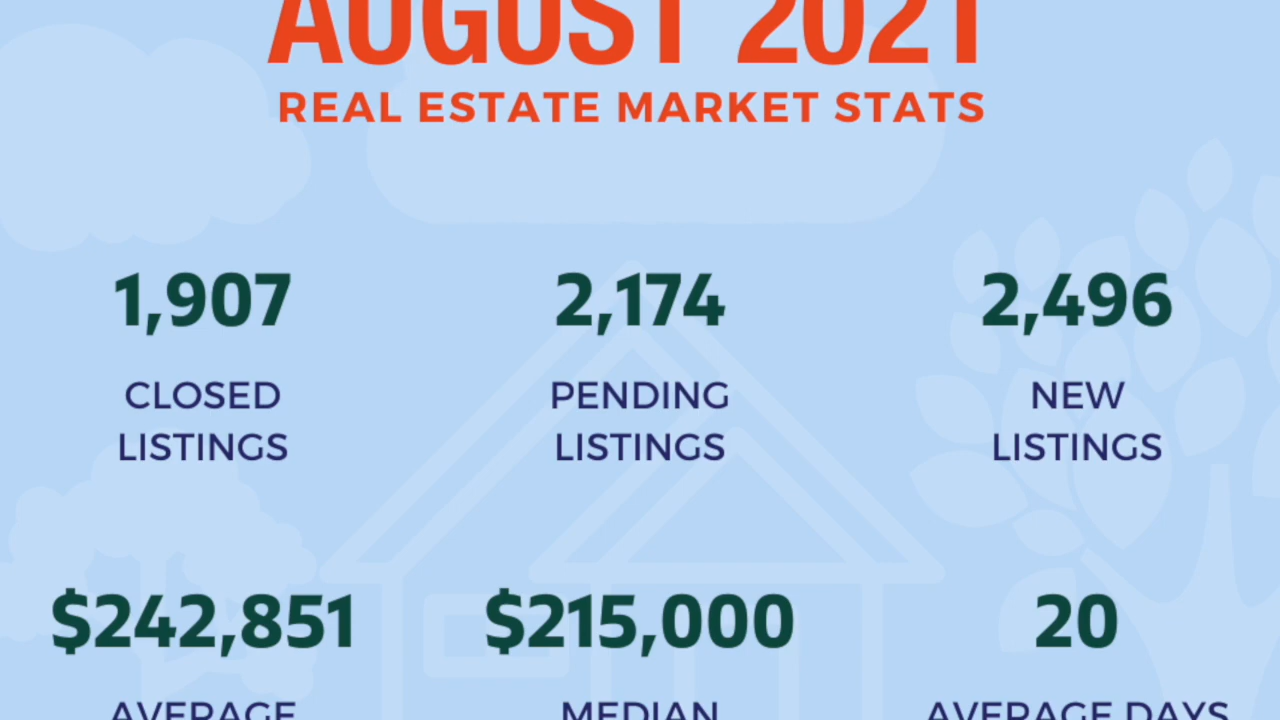 AUGUST 2021
REAL ESTATE MARKET STATS
1,907 2,174 2,496
CLOSED PENDING NEW
LISTINGS LISTINGS LISTINGS
$242,851 $215,000 20
AVERAGE MEDIAN AVERAGE DAYS